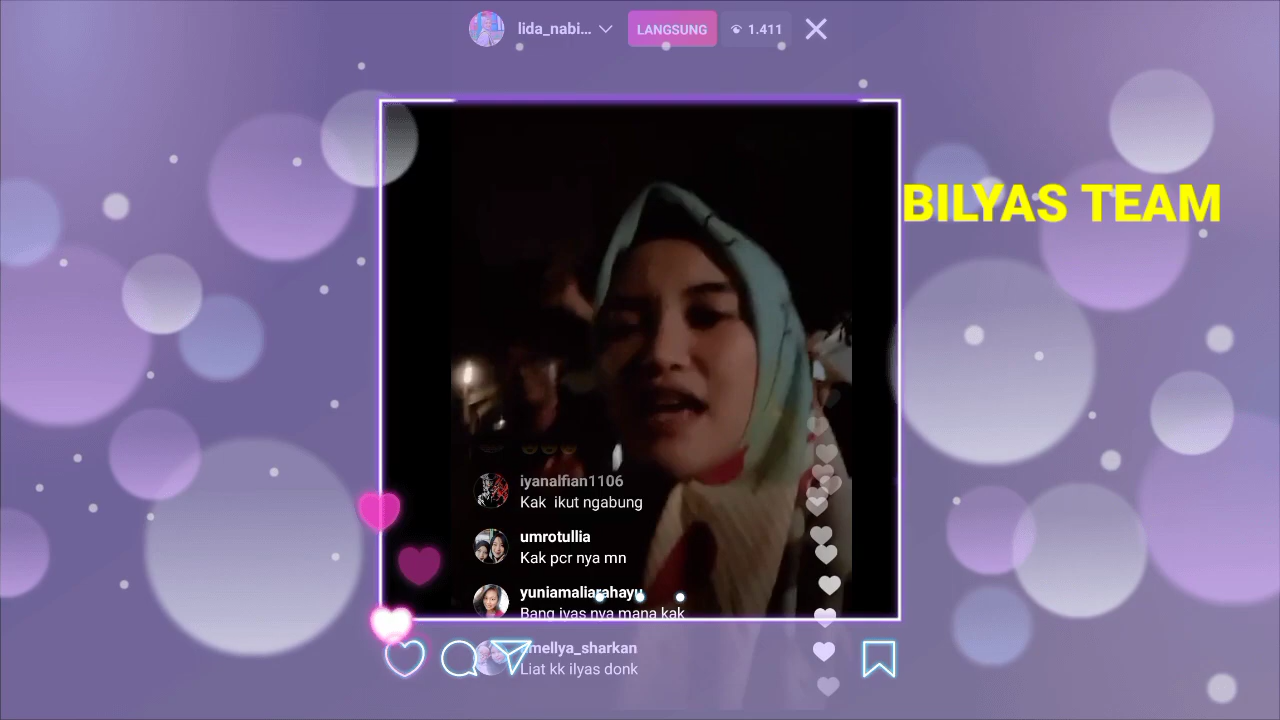 lida_nabi...
LANGSUNG
1.411
BILYAS TEAM
iyanalfian1106
Kak ikut ngabung
umrotullia
Kak pcr nya mn
yuniamaliarahayu
Bang iyas nya mana kak
mellya_sharkan
Liat kk ilyas donk